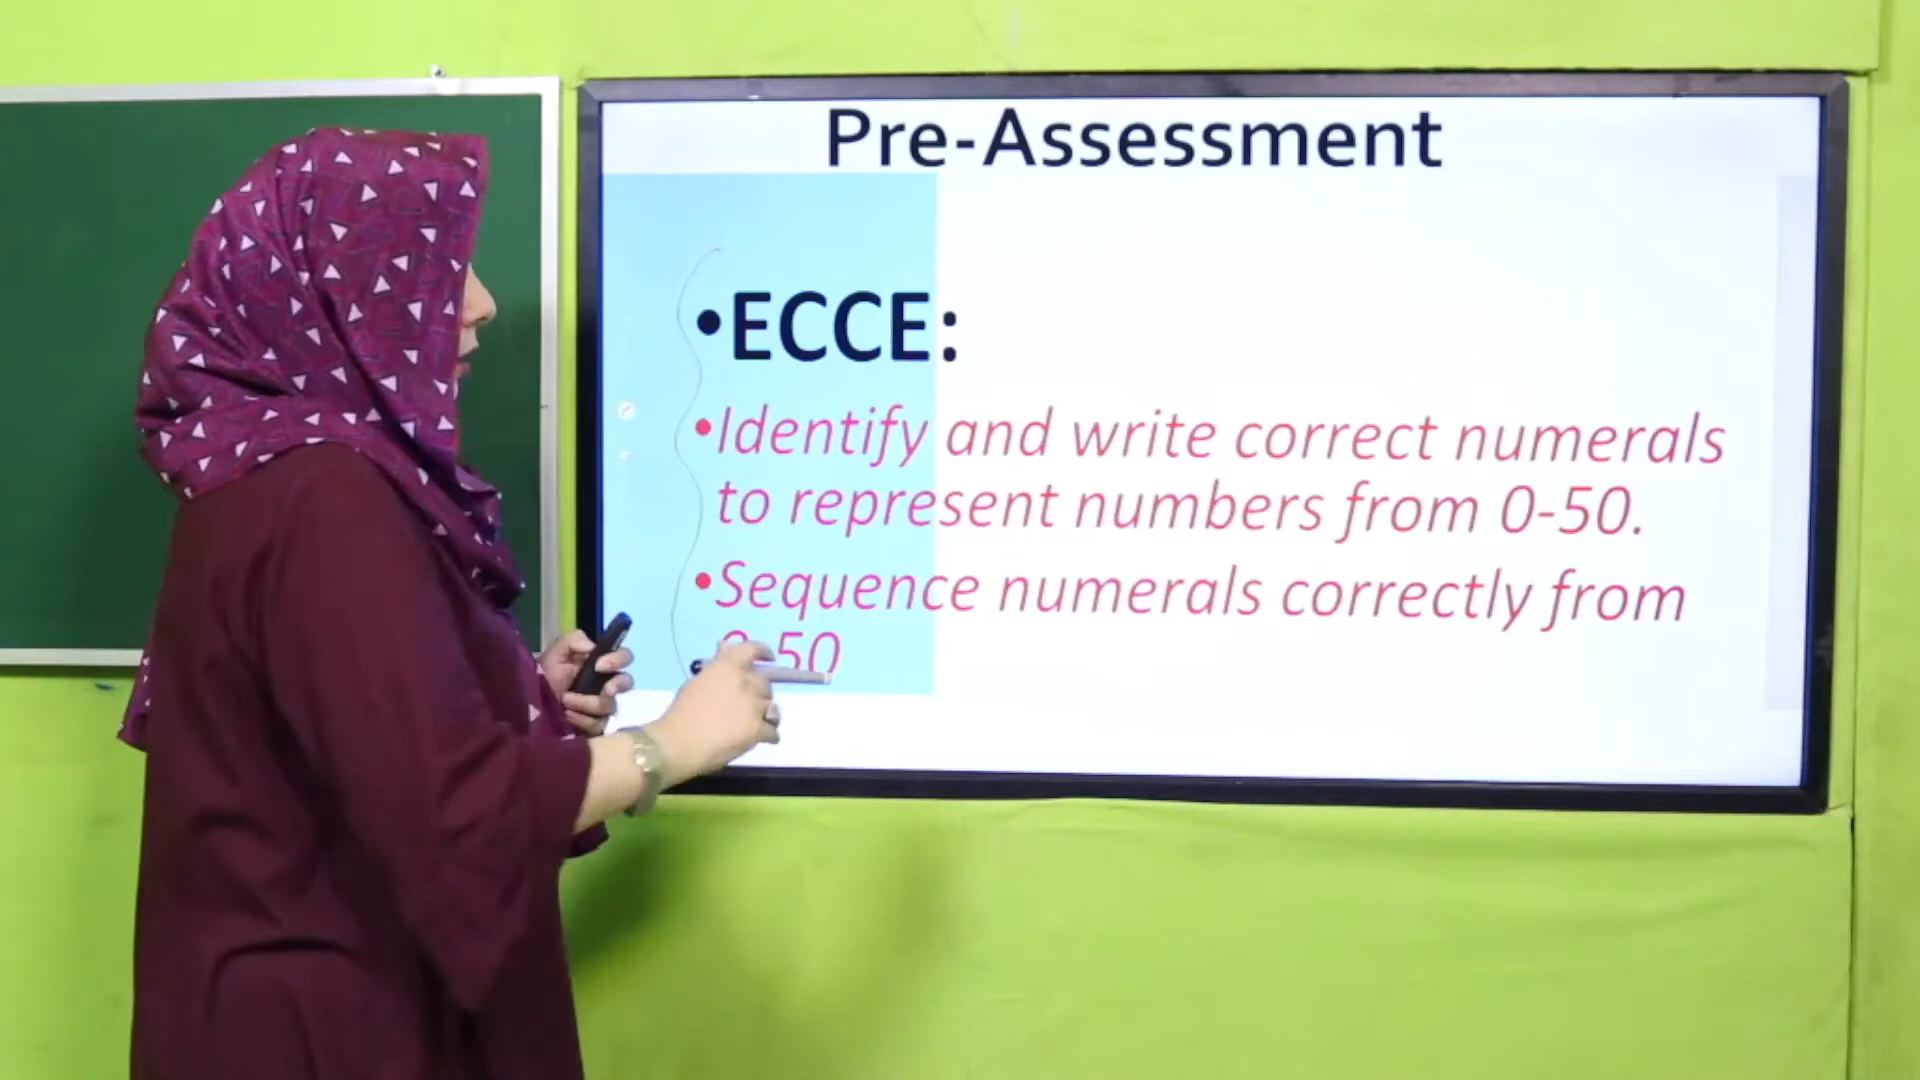 Pre-Assessment
•ECCE:
•Identify and write correct numerals
to represent numbers from 0-50.
•Sequence numerals correctly from
0-50